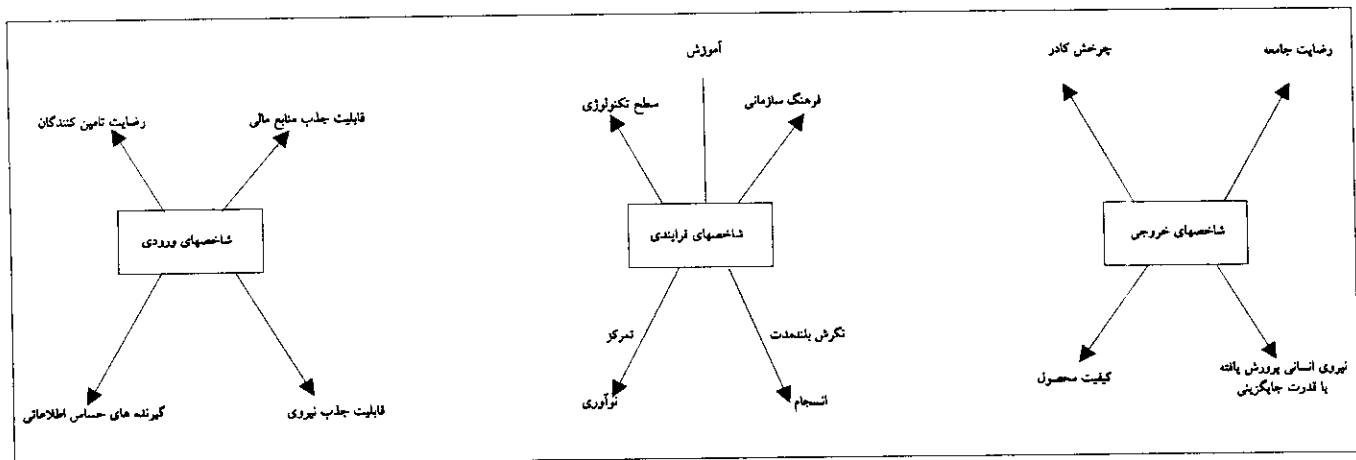 رضایت جامعه
چرخش کادر
شاخصهای خروجی
نیروی انسانی پرورش یافته
با قدرت جایگزینی
کیفیت محصول
آموزش
فرهنگ سازمانی
سطح تکنولوژی
شاخصهای فرایندی
نگرش بلندمدت
تمرکز
انسجام
نوآوری
قابلیت جذب منابع مالی
رضایت تامین کنندگان
شاخصهای ورودی
قابلیت جذب نیروی
گیرنده های حساس اطلاعاتی